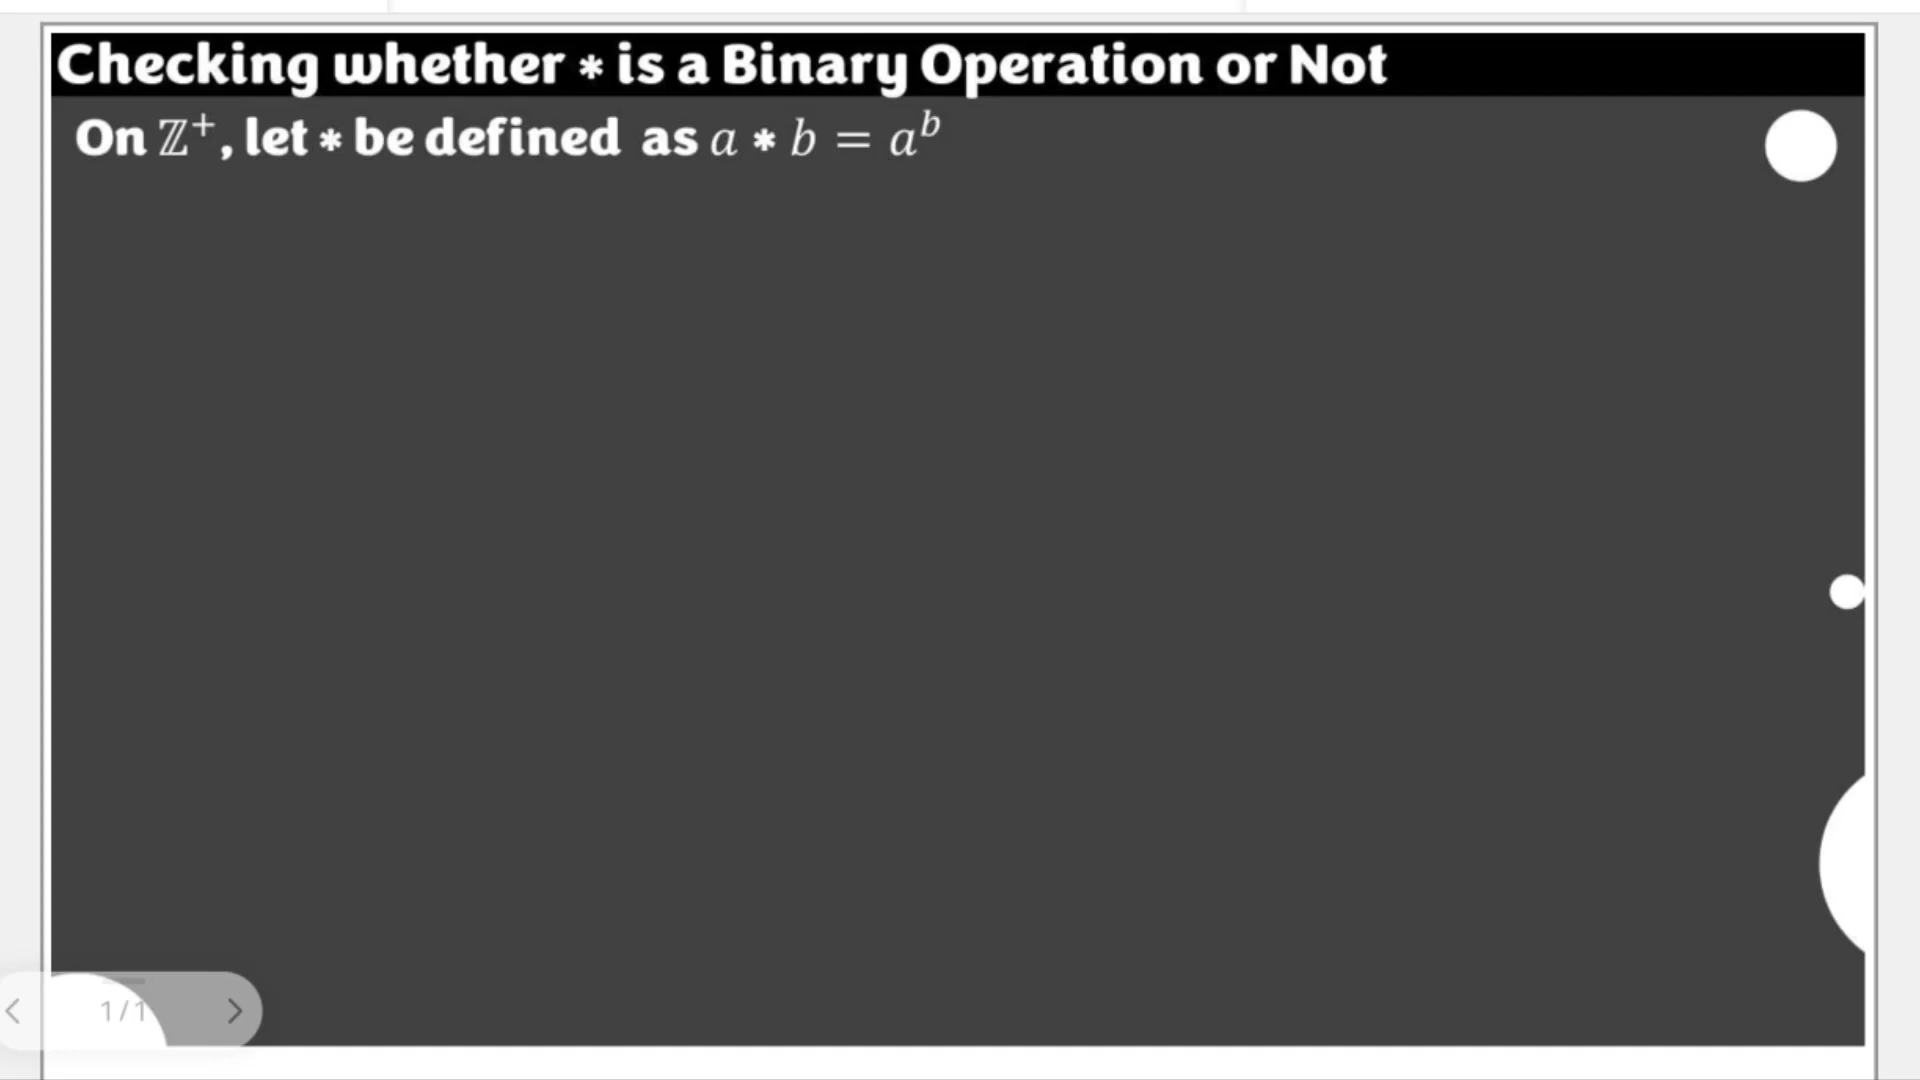 Checking whether * is a Binary Operation or Not
On ℤ⁺, let * be defined as a * b = aᵇ
1/1